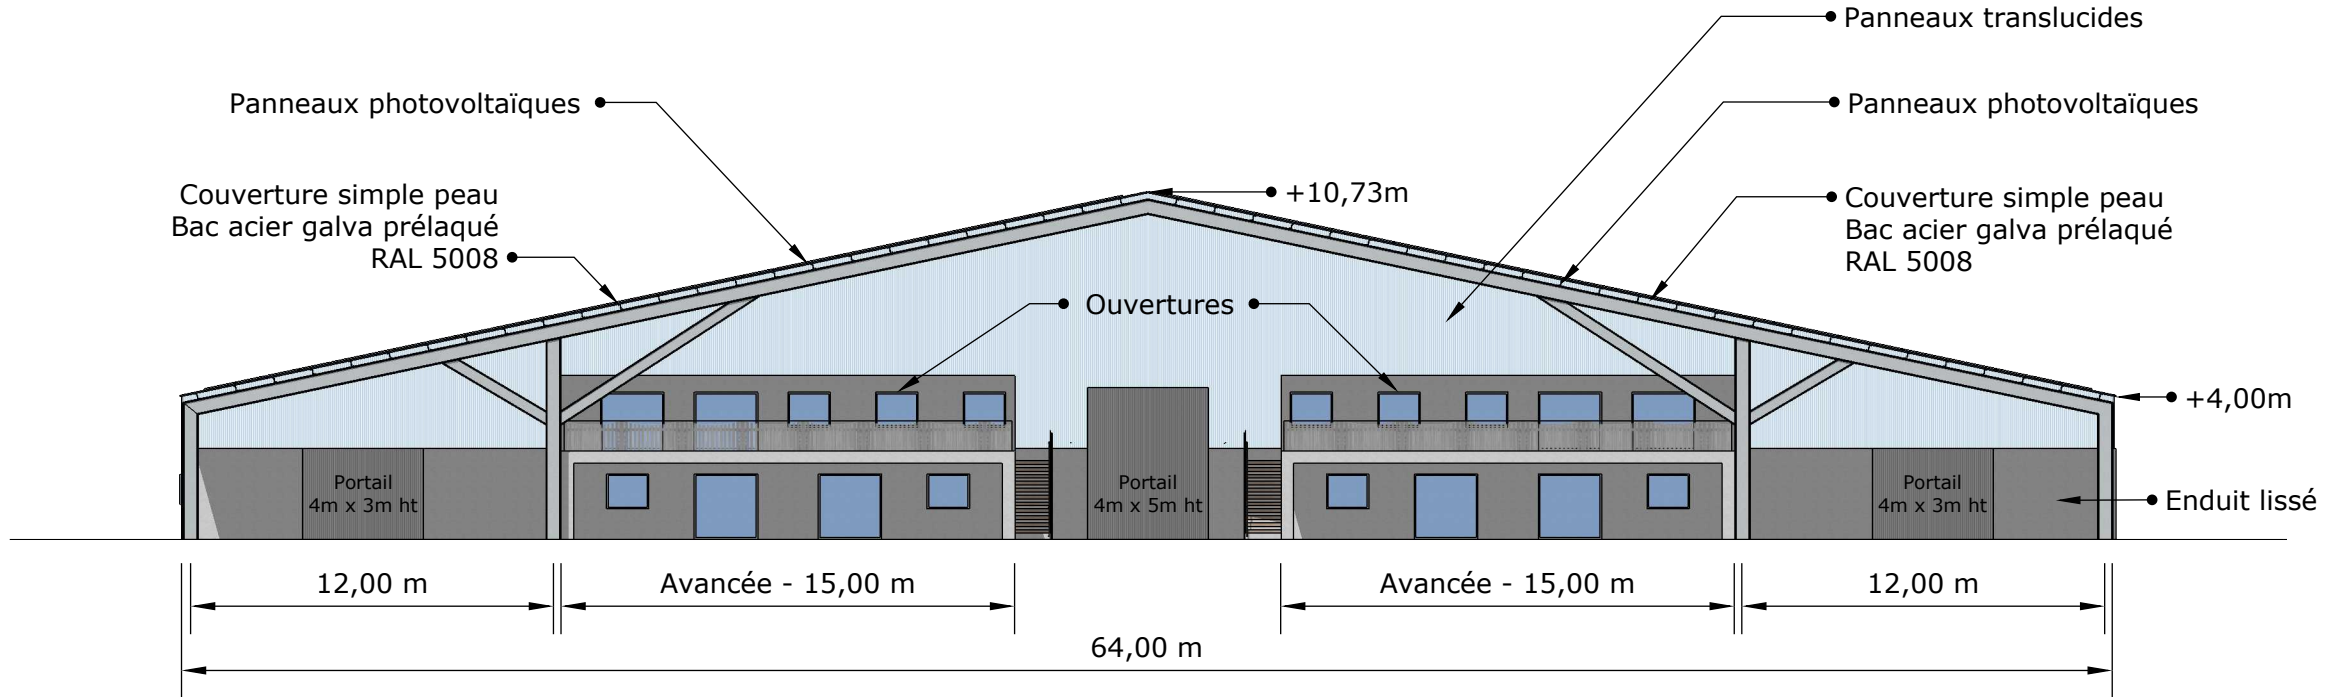 Panneaux translucides
Panneaux photovoltaïques
Panneaux photovoltaïques
Couverture simple peau
Bac acier galva prélaqué
RAL 5008
+10,73m
Couverture simple peau
Bac acier galva prélaqué
RAL 5008
Ouvertures
+4,00m
Portail
4m x 3m ht
Portail
4m x 5m ht
Portail
4m x 3m ht
Enduit lissé
12,00 m
Avancée - 15,00 m
Avancée - 15,00 m
12,00 m
64,00 m